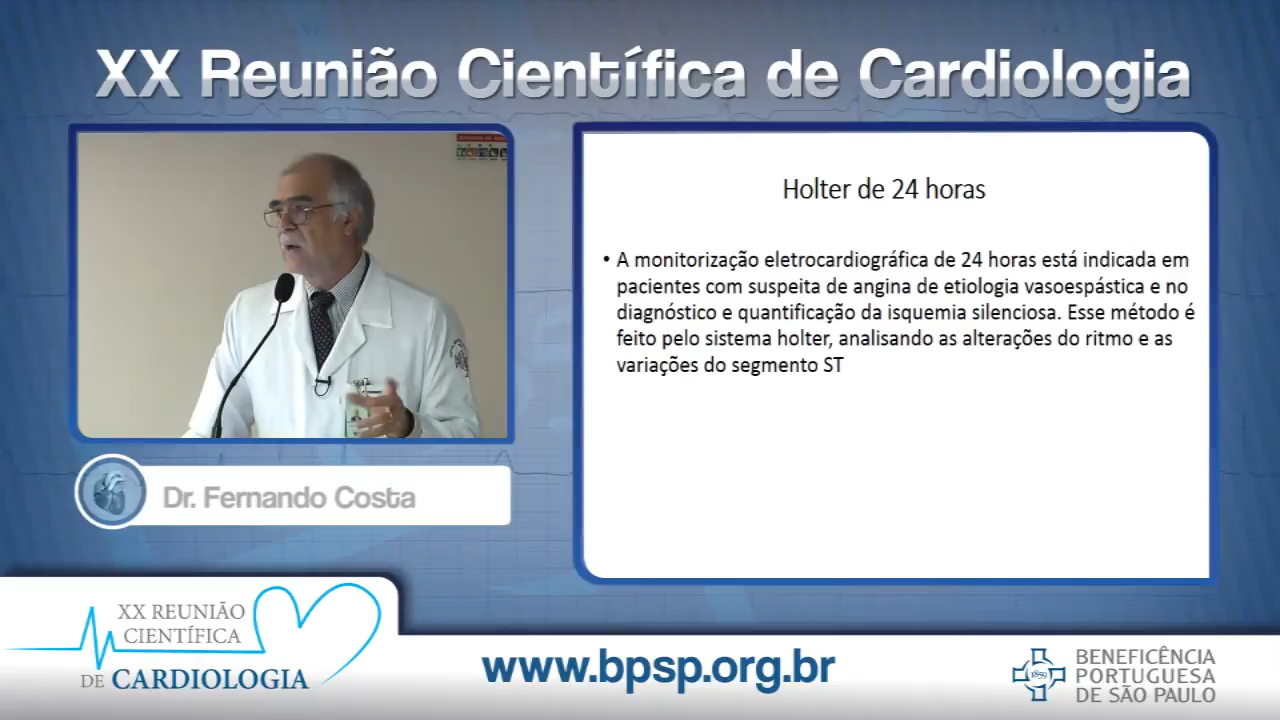 XX Reunião Científica de Cardiologia
Holter de 24 horas
• A monitorização eletrocardiográfica de 24 horas está indicada em
pacientes com suspeita de angina de etiologia vasoespástica e no
diagnóstico e quantificação da isquemia silenciosa. Esse método é
feito pelo sistema holter, analisando as alterações do ritmo e as
variações do segmento ST
Dr. Fernando Costa
XX REUNIÃO
CIENTÍFICA
DE CARDIOLOGIA
www.bpsp.org.br
1859
BENEFICÊNCIA
PORTUGUESA
DE SÃO PAULO